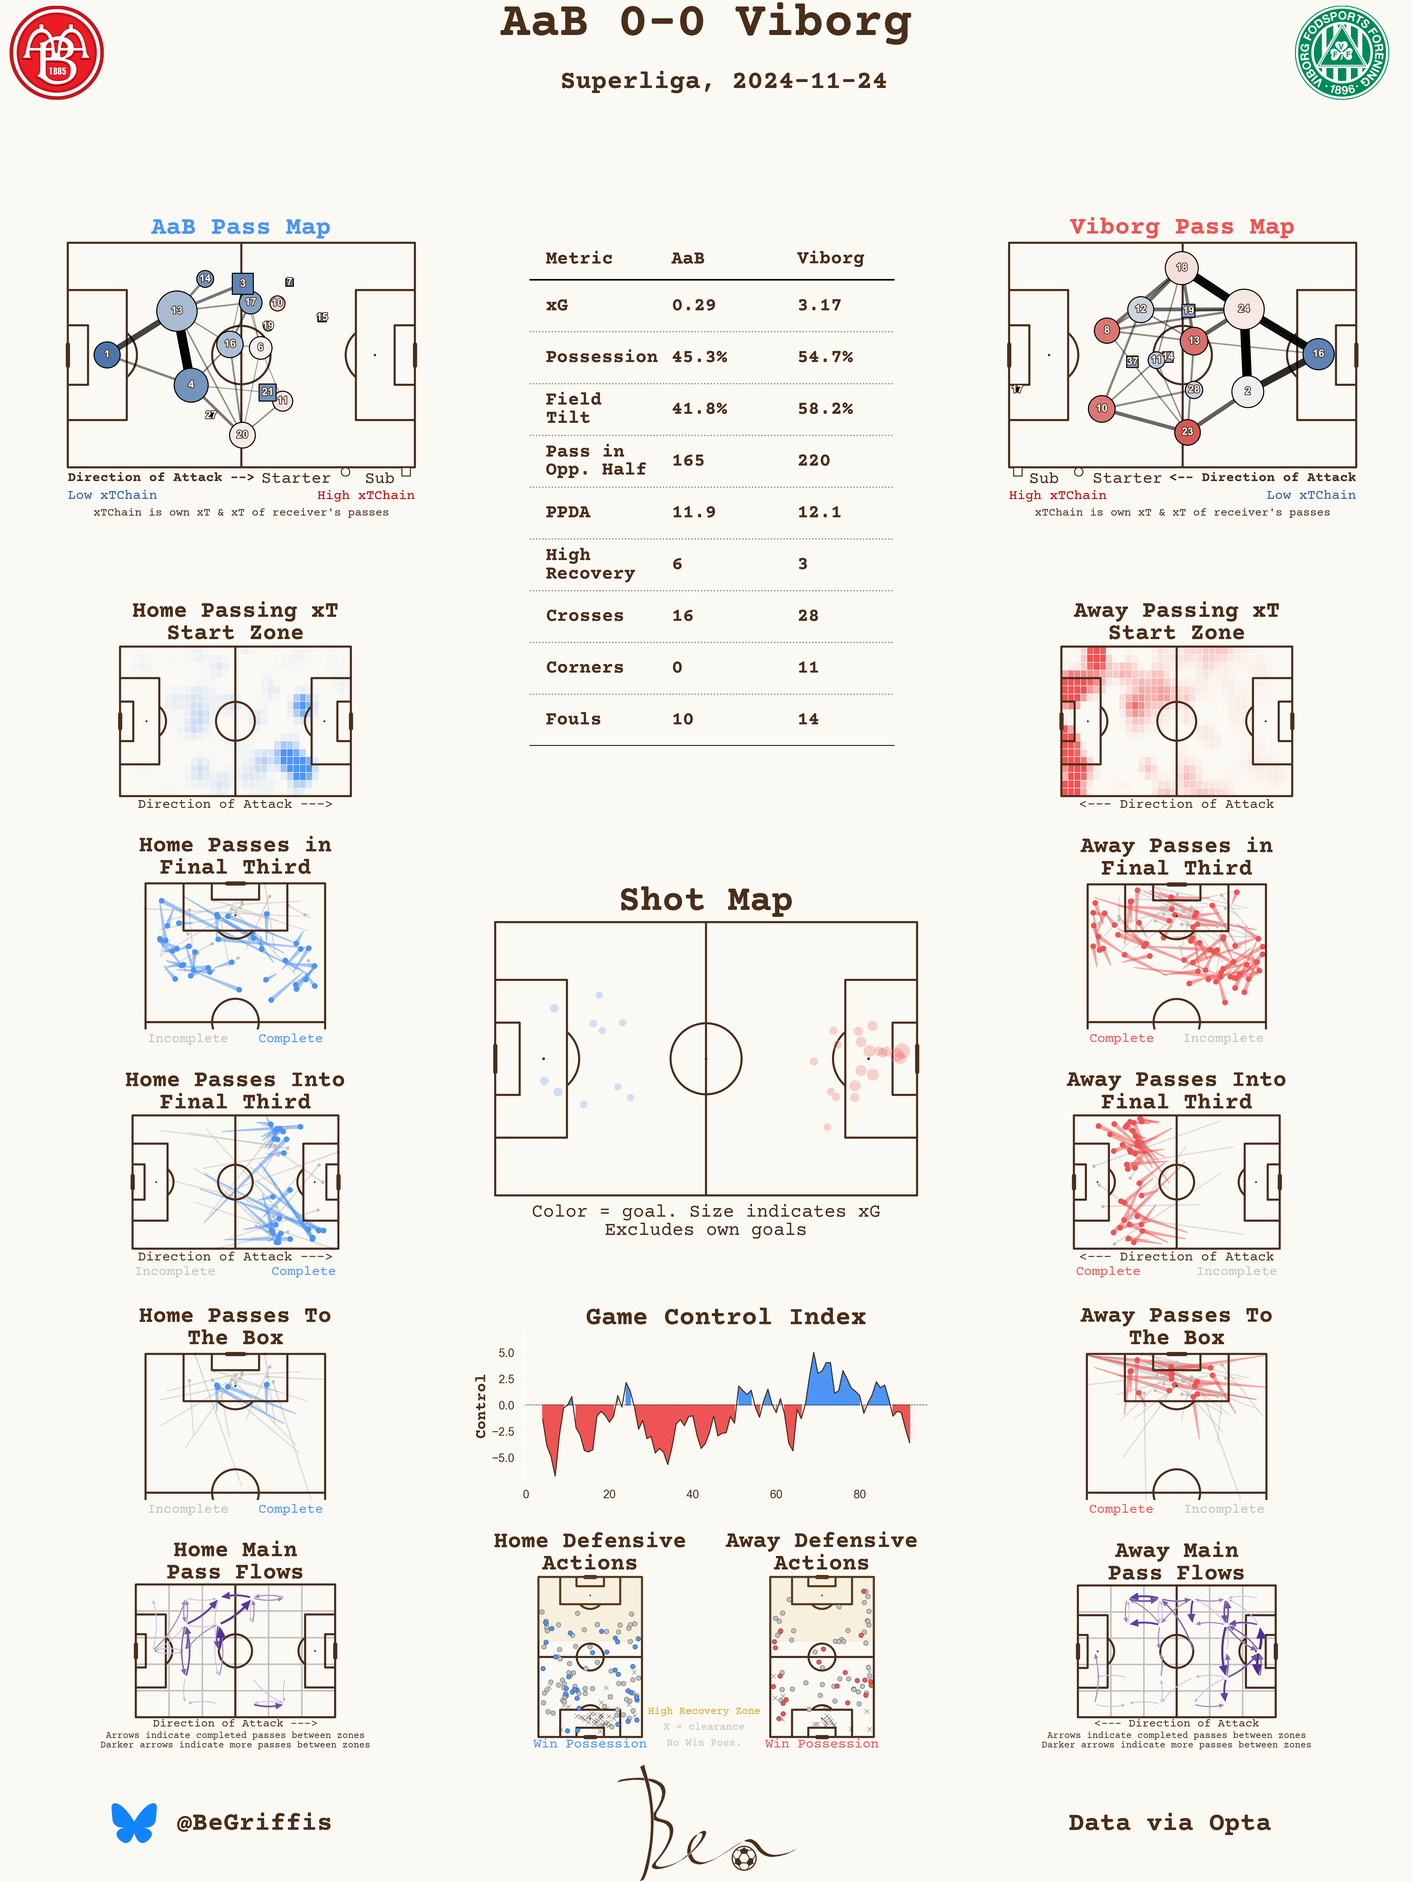 AaB 0-0 Viborg
Superliga, 2024-11-24
1885
VIBORG FODSPORTS FORENING
·1896·
AaB Pass Map
14
3
7
13
17
10
15
19
16
6
1
4
21
11
27
20
Direction of Attack --> Starter Sub
Low xTChain High xTChain
xTChain is own xT & xT of receiver's passes
Metric AaB Viborg
xG 0.29 3.17
Possession 45.3% 54.7%
Field
Tilt 41.8% 58.2%
Pass in
Opp. Half 165 220
PPDA 11.9 12.1
High
Recovery 6 3
Crosses 16 28
Corners 0 11
Fouls 10 14
Viborg Pass Map
18
12
19
24
8
13
37
11
14
16
17
28
2
10
23
Sub Starter <-- Direction of Attack
High xTChain Low xTChain
xTChain is own xT & xT of receiver's passes
Home Passing xT
Start Zone
Direction of Attack --->
Away Passing xT
Start Zone
<--- Direction of Attack
Home Passes in
Final Third
Incomplete Complete
Away Passes in
Final Third
Complete Incomplete
Shot Map
Color = goal. Size indicates xG
Excludes own goals
Home Passes Into
Final Third
Direction of Attack --->
Incomplete Complete
Away Passes Into
Final Third
<--- Direction of Attack
Complete Incomplete
Home Passes To
The Box
Incomplete Complete
Game Control Index
Control
5.0
2.5
0.0
−2.5
−5.0
0 20 40 60 80
Away Passes To
The Box
Complete Incomplete
Home Main
Pass Flows
Direction of Attack --->
Arrows indicate completed passes between zones
Darker arrows indicate more passes between zones
Home Defensive
Actions
Win Possession
Away Defensive
Actions
Win Possession
High Recovery Zone
X = clearance
No Win Poss.
Away Main
Pass Flows
<--- Direction of Attack
Arrows indicate completed passes between zones
Darker arrows indicate more passes between zones
@BeGriffis
Ben
Data via Opta